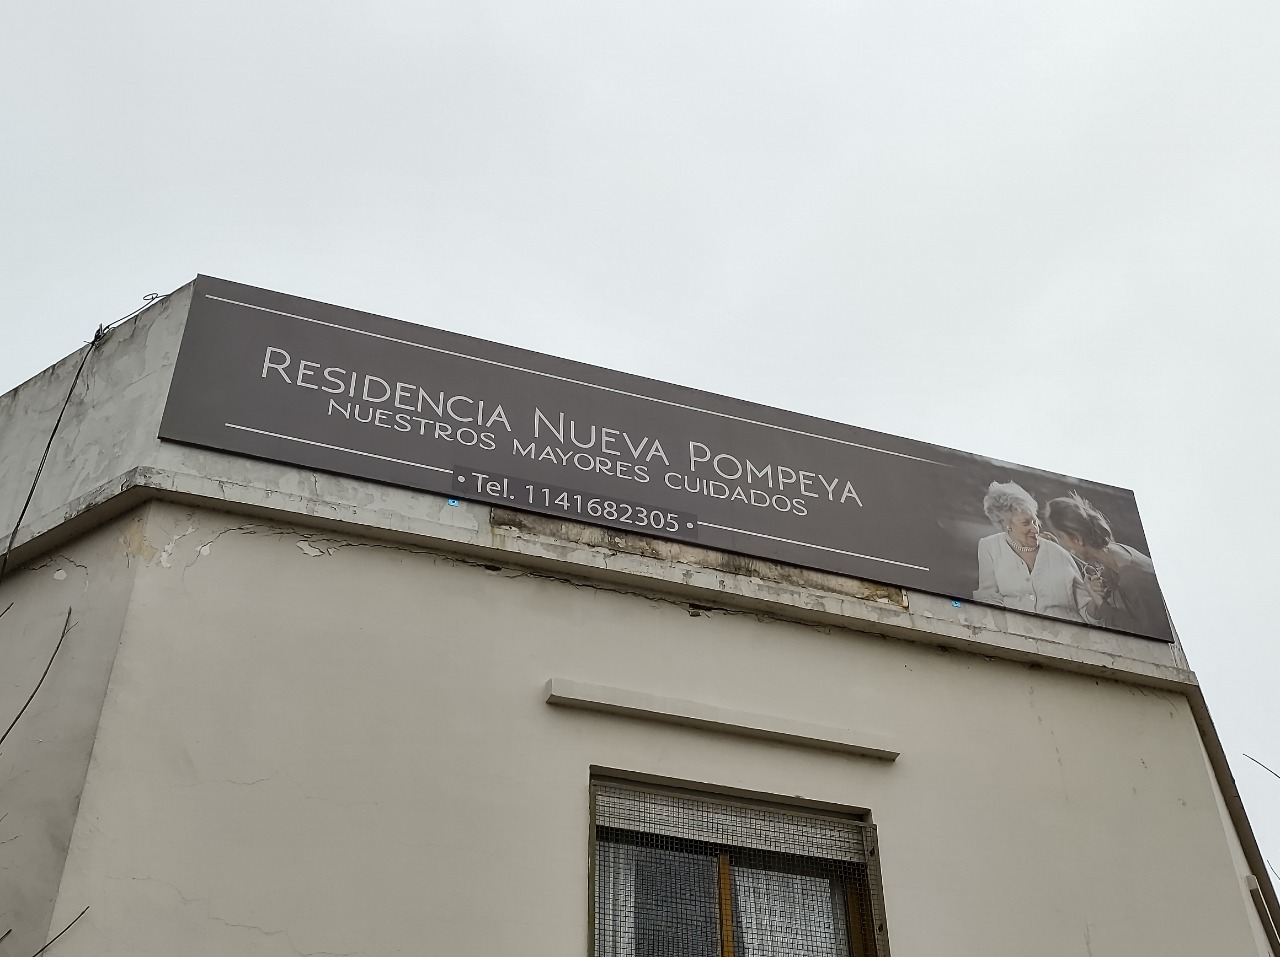 RESIDENCIA NUEVA POMPEYA
NUESTROS MAYORES CUIDADOS
• Tel. 1141682305 •